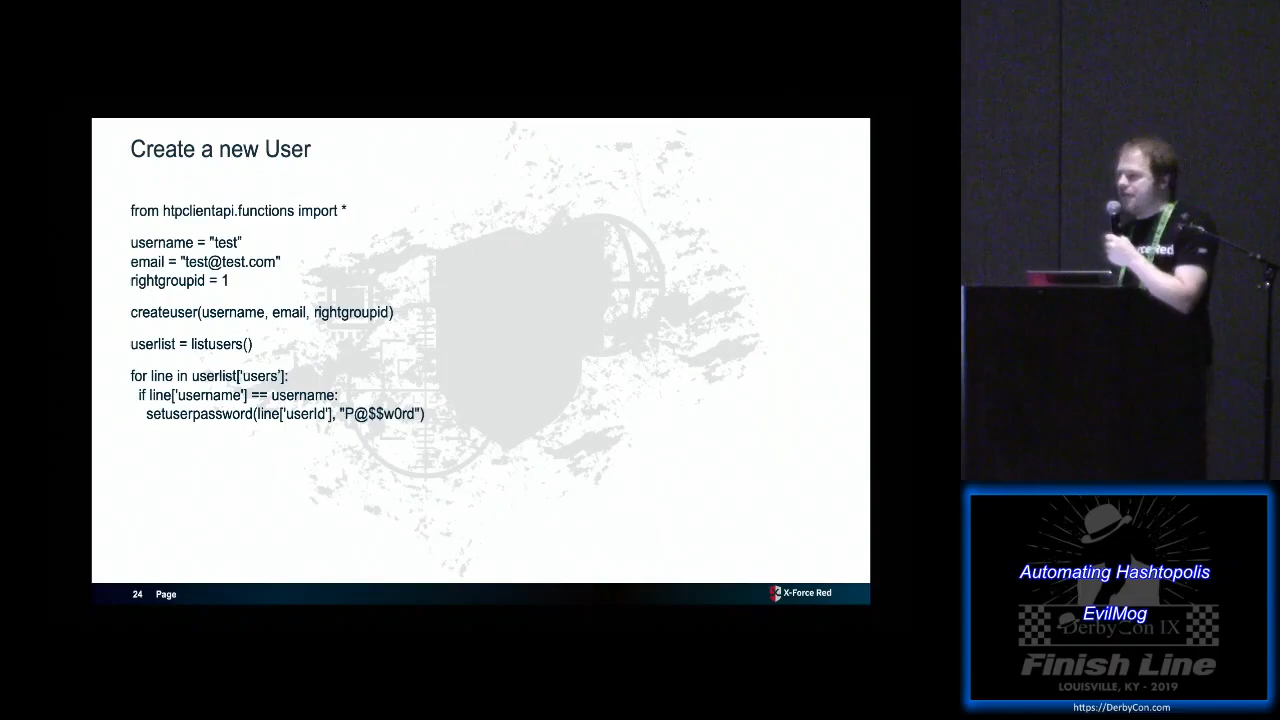 Create a new User
from htpclientapi.functions import *
username = "test"
email = "test@test.com"
rightgroupid = 1
createuser(username, email, rightgroupid)
userlist = listusers()
for line in userlist['users']:
if line['username'] == username:
setuserpassword(line['userId'], "P@$$w0rd")
24 Page
X-Force Red
Red
Automating Hashtopolis
EvilMog
DerbyCon IX
Finish Line
LOUISVILLE, KY - 2019
https://DerbyCon.com